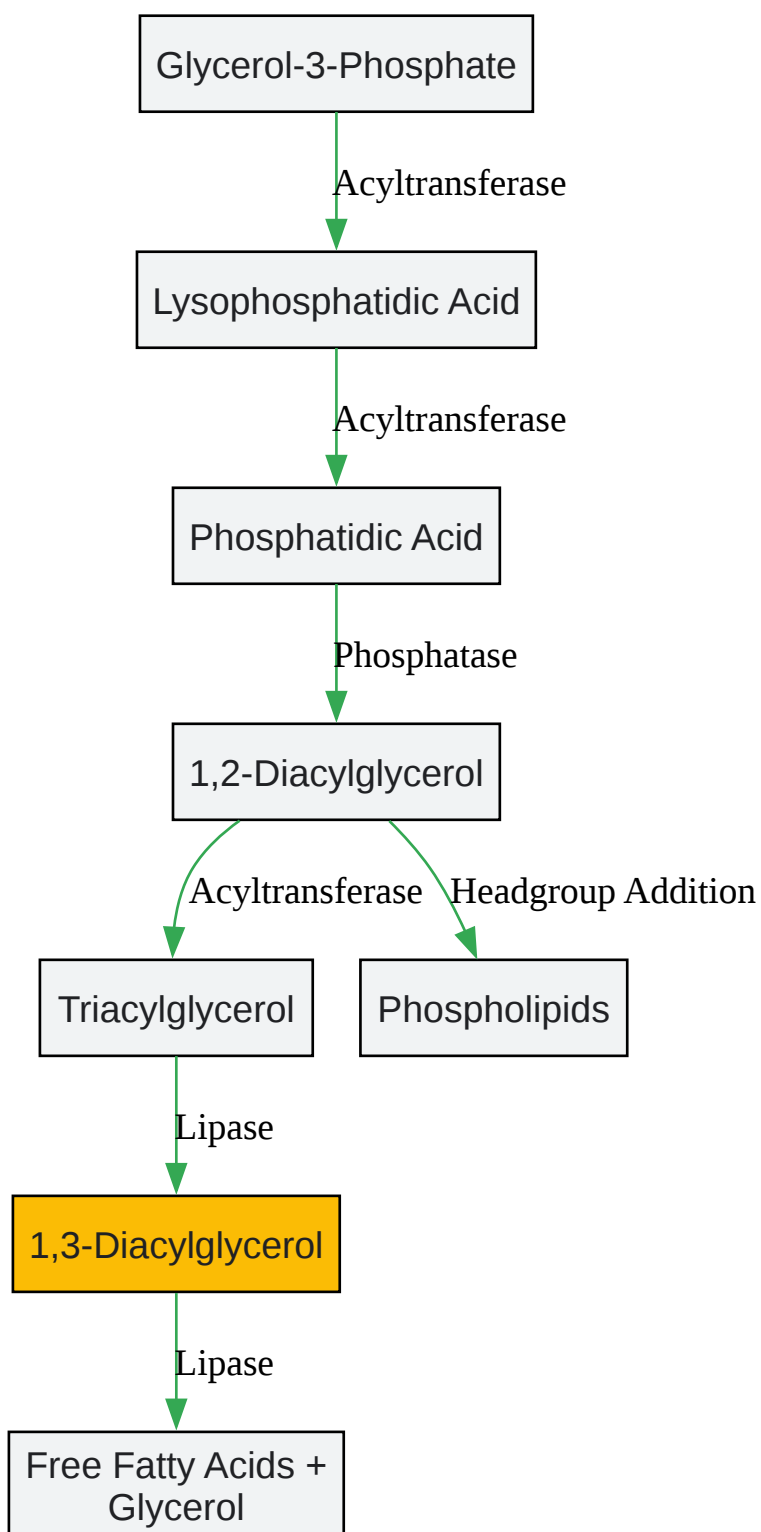 Glycerol-3-Phosphate
Acyltransferase
Lysophosphatidic Acid
Acyltransferase
Phosphatidic Acid
Phosphatase
1,2-Diacylglycerol
Acyltransferase
Headgroup Addition
Triacylglycerol
Phospholipids
Lipase
1,3-Diacylglycerol
Lipase
Free Fatty Acids +
Glycerol